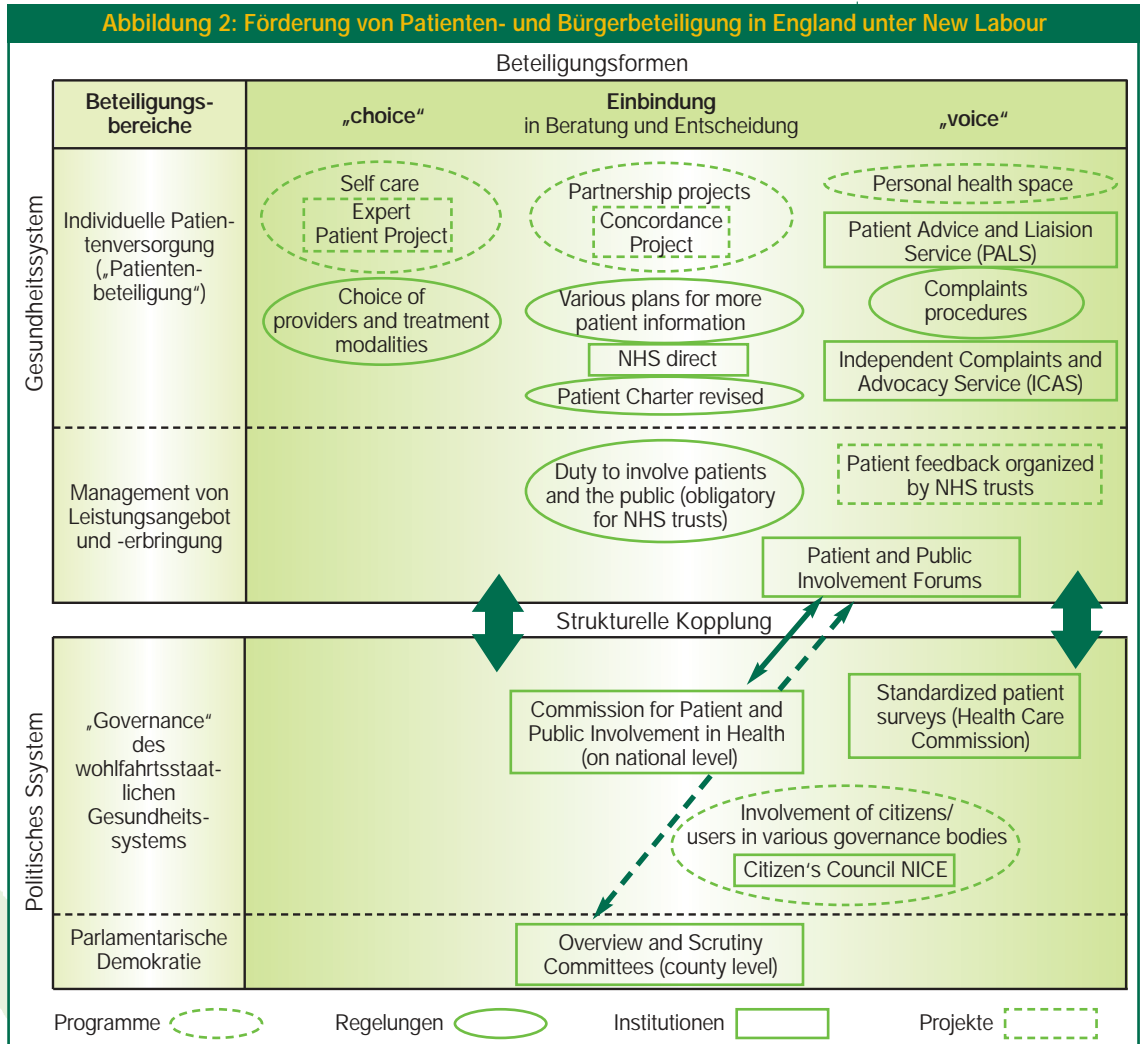 Abbildung 2: Förderung von Patienten- und Bürgerbeteiligung in England unter New Labour
Beteiligungsformen
Beteiligungs-
bereiche
„choice“
Einbindung
in Beratung und Entscheidung
„voice“
Gesundheitssystem
Individuelle Patien-
tenversorgung
(„Patienten-
beteiligung“)
Self care
Expert
Patient Project
Choice of
providers and treatment
modalities
Partnership projects
Concordance
Project
Various plans for more
patient information
NHS direct
Patient Charter revised
Personal health space
Patient Advice and Liaision
Service (PALS)
Complaints
procedures
Independent Complaints and
Advocacy Service (ICAS)
Management von
Leistungsangebot
und -erbringung
Duty to involve patients
and the public (obligatory
for NHS trusts)
Patient feedback organized
by NHS trusts
Patient and Public
Involvement Forums
Strukturelle Kopplung
Politisches Ssystem
„Governance“
des
wohlfahrtsstaat-
lichen
Gesundheits-
systems
Commission for Patient and
Public Involvement in Health
(on national level)
Standardized patient
surveys (Health Care
Commission)
Involvement of citizens/
users in various governance bodies
Citizen‘s Council NICE
Parlamentarische
Demokratie
Overview and Scrutiny
Committees (county level)
Programme
Regelungen
Institutionen
Projekte